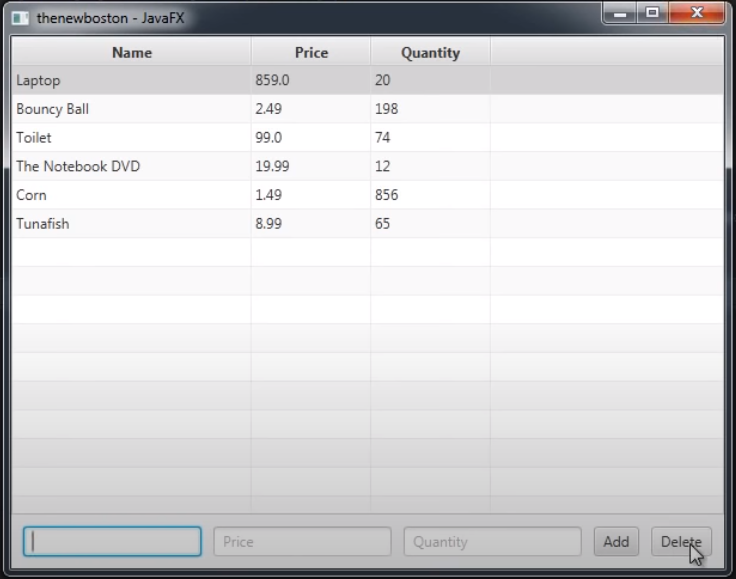 thenewboston - JavaFX
Name Price Quantity
Laptop 859.0 20
Bouncy Ball 2.49 198
Toilet 99.0 74
The Notebook DVD 19.99 12
Corn 1.49 856
Tunafish 8.99 65
Price Quantity Add Delete